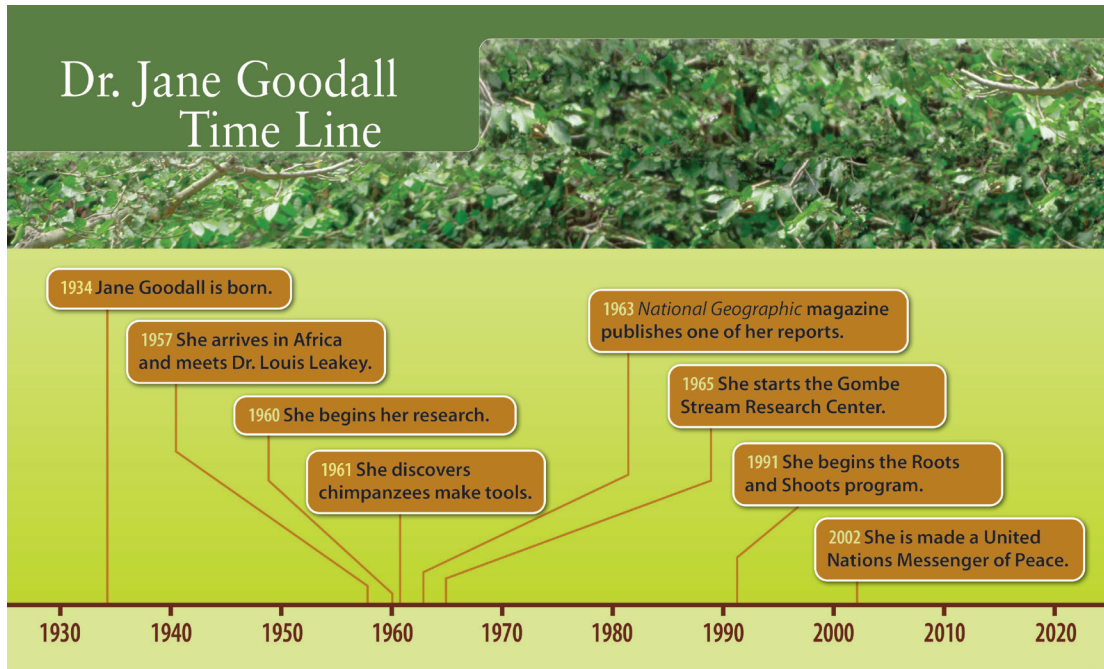 Dr. Jane Goodall
Time Line
1934 Jane Goodall is born.
1957 She arrives in Africa
and meets Dr. Louis Leakey.
1960 She begins her research.
1961 She discovers
chimpanzees make tools.
1963 National Geographic magazine
publishes one of her reports.
1965 She starts the Gombe
Stream Research Center.
1991 She begins the Roots
and Shoots program.
2002 She is made a United
Nations Messenger of Peace.
1930 1940 1950 1960 1970 1980 1990 2000 2010 2020